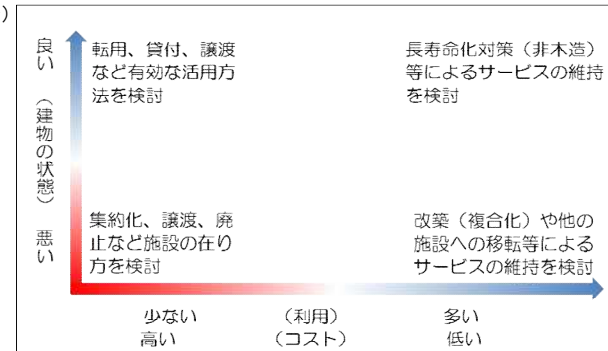 )
良い
（建物の状態）
悪い
転用、貸付、譲渡
など有効な活用方
法を検討
長寿命化対策（非木造）
等によるサービスの維持
を検討
集約化、譲渡、廃
止など施設の在り
方を検討
改築（複合化）や他の
施設への移転等による
サービスの維持を検討
少ない （利用） 多い
高い （コスト） 低い